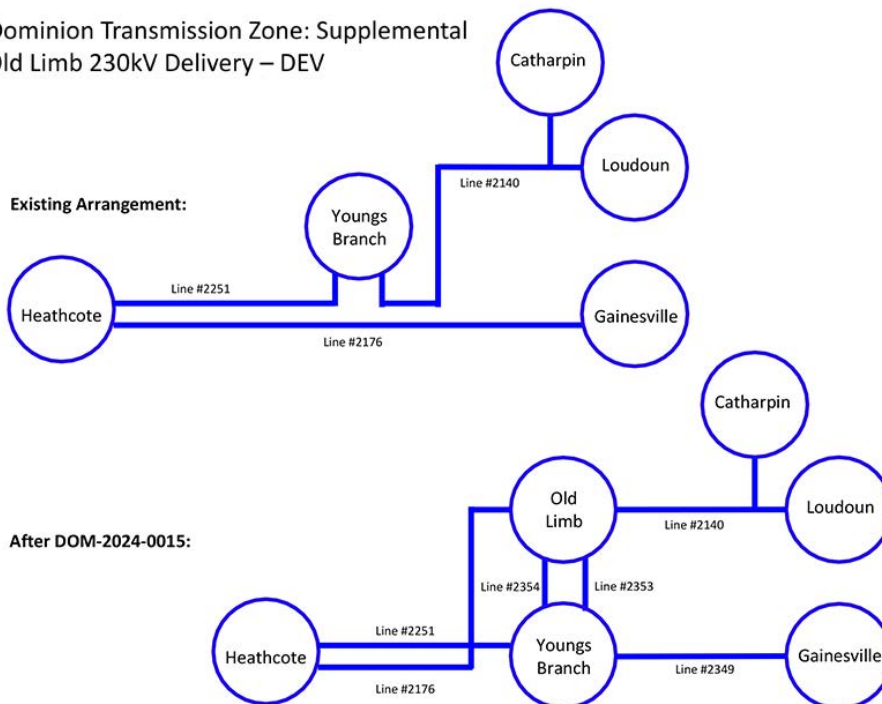 Dominion Transmission Zone: Supplemental
Old Limb 230kV Delivery – DEV
Catharpin
Loudoun
Line #2140
Existing Arrangement:
Youngs
Branch
Line #2251
Heathcote
Gainesville
Line #2176
Catharpin
Old
Limb
Loudoun
Line #2140
After DOM-2024-0015:
Line #2354
Line #2353
Line #2251
Youngs
Branch
Heathcote
Gainesville
Line #2349
Line #2176